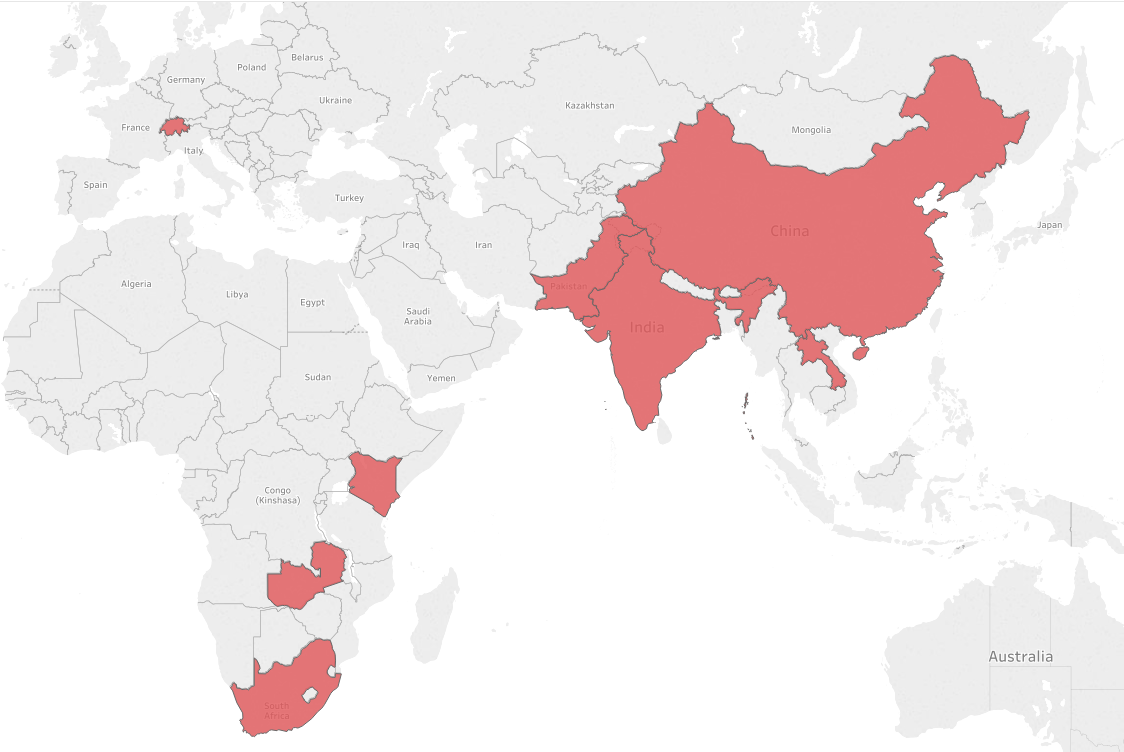 Belarus
Poland
Germany
Ukraine
Kazakhstan
France
Mongolia
Italy
Spain
Turkey
Japan
China
Iraq
Iran
Algeria
Pakistan
Libya
Egypt
Saudi
Arabia
India
Sudan
Yemen
Congo
(Kinshasa)
Australia
South
Africa